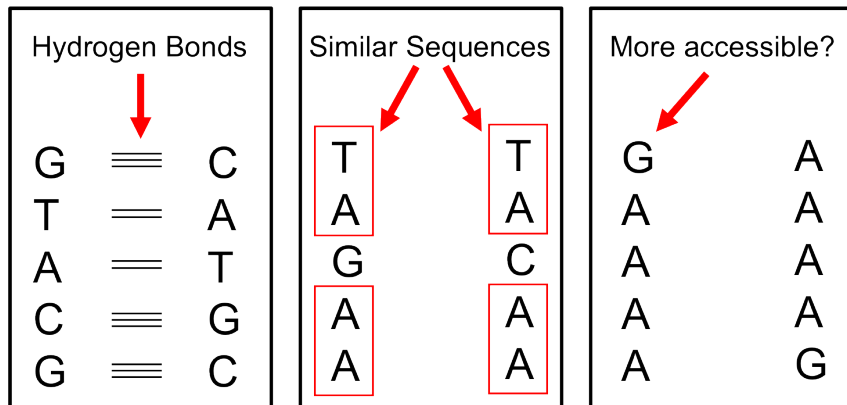 Hydrogen Bonds
G C
T A
A T
C G
G C
Similar Sequences
T T
A A
G C
A A
A A
More accessible?
G A
A A
A A
A A
A G